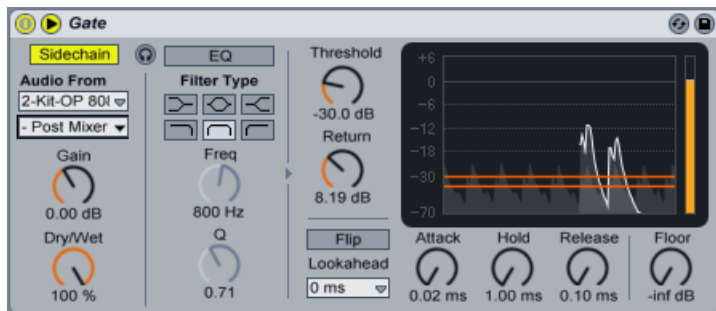 Gate
Sidechain
EQ
Audio From
2-Kit-OP 80
- Post Mixer
Gain
0.00 dB
Dry/Wet
100 %
Filter Type
Freq
800 Hz
Q
0.71
Threshold
-30.0 dB
Return
8.19 dB
Flip
Lookahead
0 ms
+6
0
-6
-12
-18
-30
-70
Attack
0.02 ms
Hold
1.00 ms
Release
0.10 ms
Floor
-inf dB